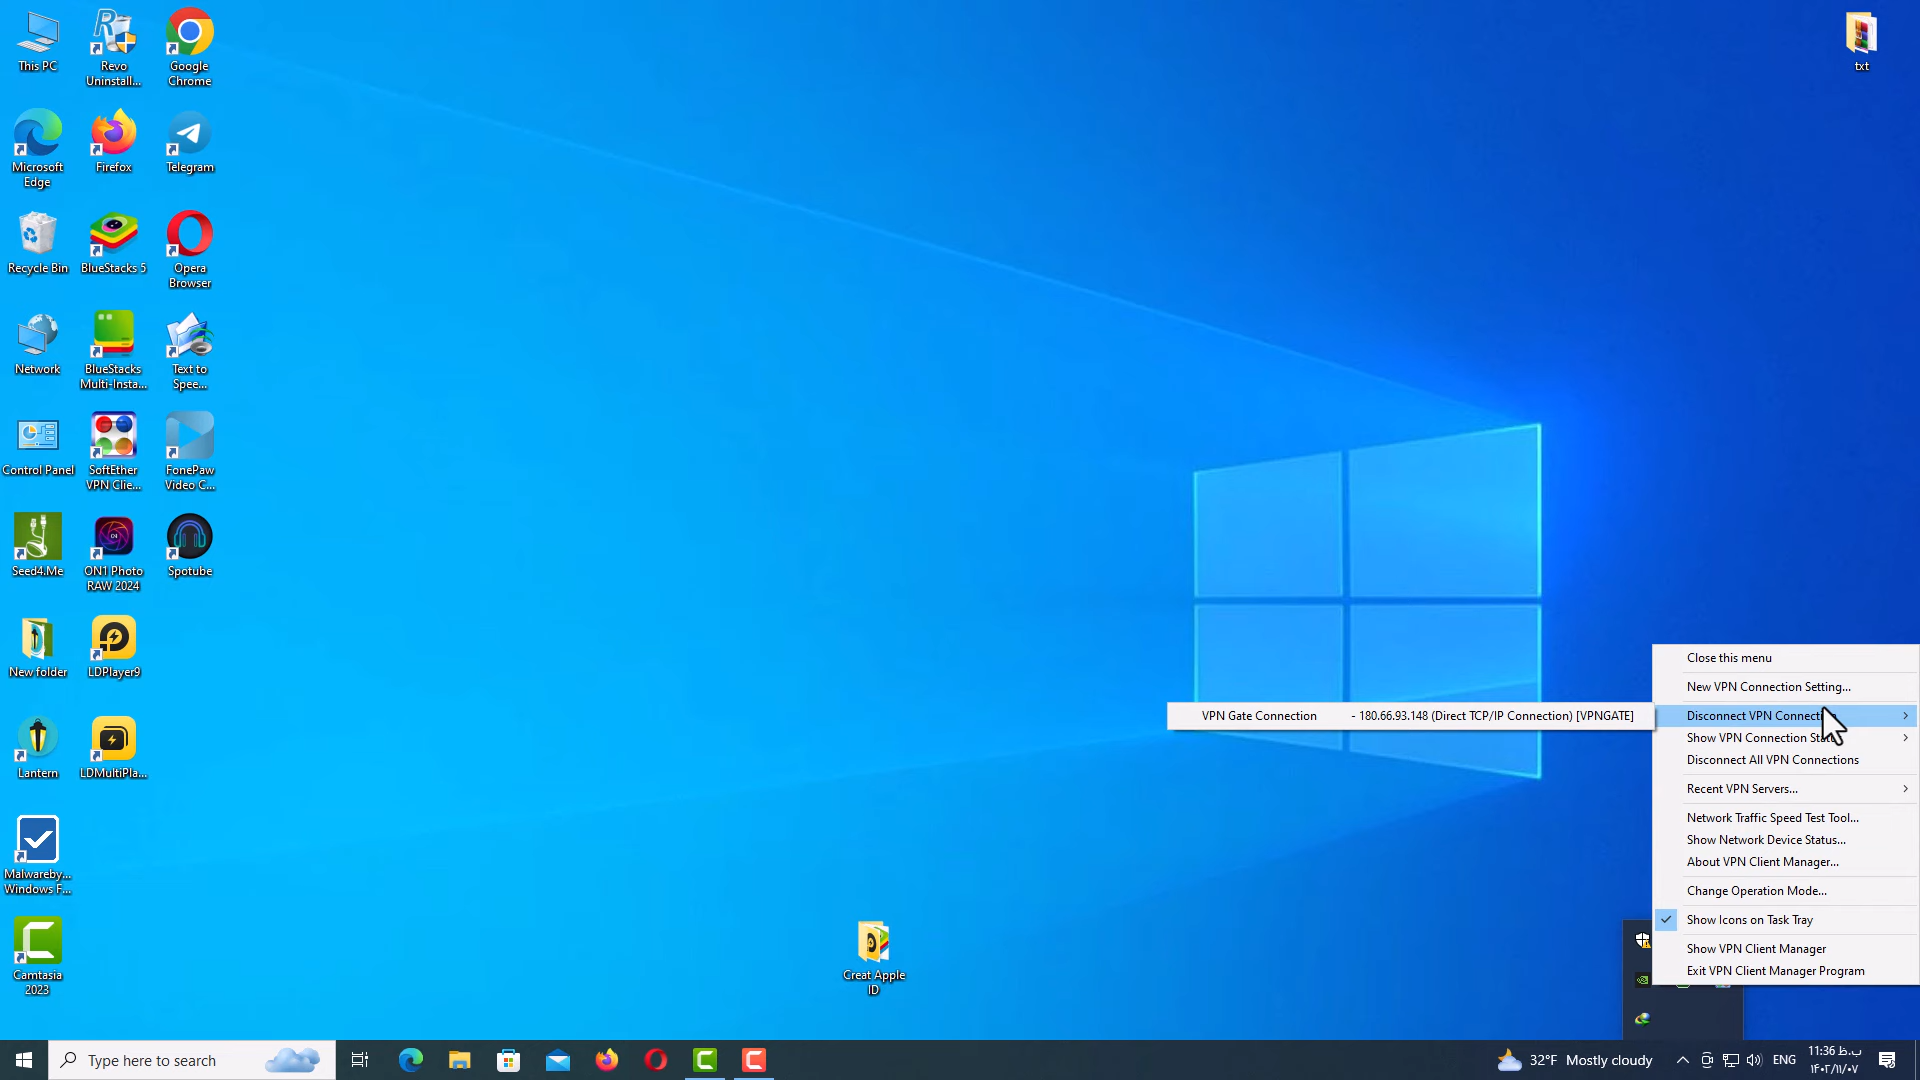 This PC
Revo
Uninstall...
Google
Chrome
txt
Microsoft
Edge
Firefox
Telegram
Recycle Bin
BlueStacks 5
Opera
Browser
Network
BlueStacks
Multi-Insta...
Text to
Spee...
Control Panel
SoftEther
VPN Clie...
FonePaw
Video C...
Seed4.Me
ON1 Photo
RAW 2024
Spotube
New folder
LDPlayer9
Lantern
LDMultiPla...
Malwareby...
Windows F...
Camtasia
2023
Creat Apple
ID
Close this menu
New VPN Connection Setting...
Disconnect VPN Connecti
VPN Gate Connection - 180.66.93.148 (Direct TCP/IP Connection) [VPNGATE]
Show VPN Connection Stat
Disconnect All VPN Connections
Recent VPN Servers...
Network Traffic Speed Test Tool...
Show Network Device Status...
About VPN Client Manager...
Change Operation Mode...
Show Icons on Task Tray
Show VPN Client Manager
Exit VPN Client Manager Program
Type here to search
32°F Mostly cloudy
ENG
11:36 ب.ظ
۱۴۰۲/۱۱/۰۷